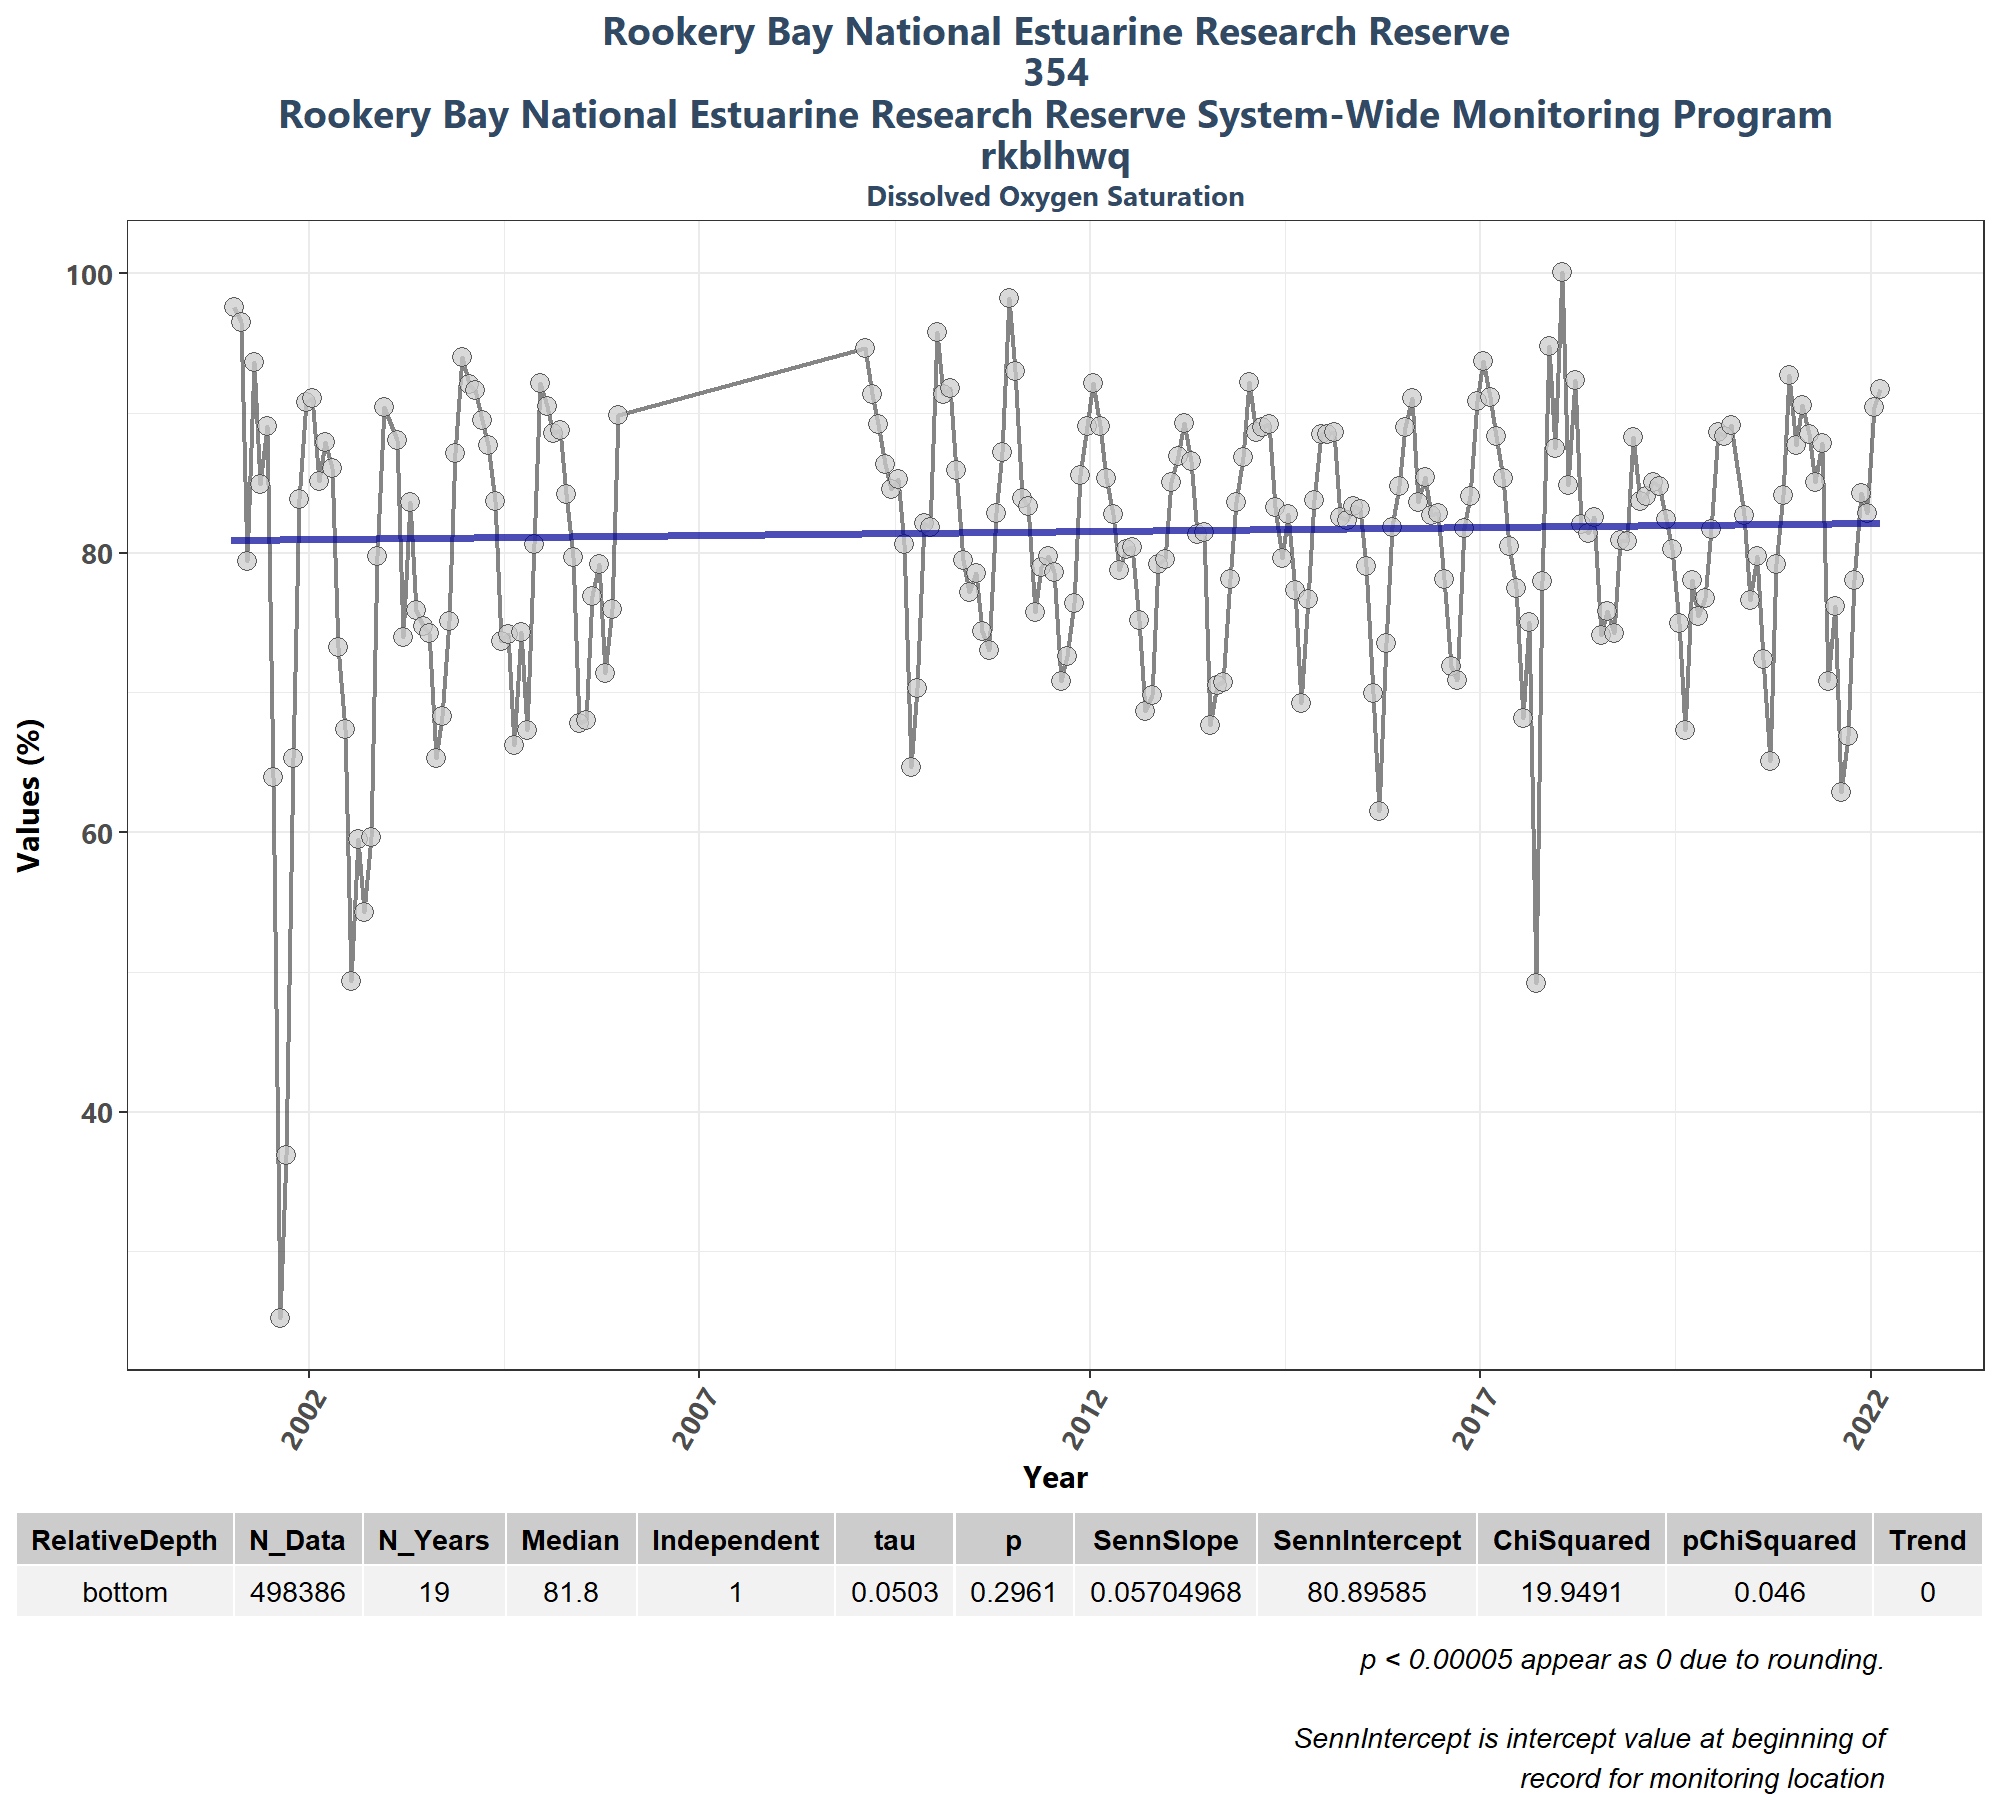 Rookery Bay National Estuarine Research Reserve
354
Rookery Bay National Estuarine Research Reserve System-Wide Monitoring Program
rkblhwq
Dissolved Oxygen Saturation
100
80
60
40
Values (%)
2002
2007
2012
2017
2022
Year
RelativeDepth N_Data N_Years Median Independent tau p SennSlope SennIntercept ChiSquared pChiSquared Trend
bottom 498386 19 81.8 1 0.0503 0.2961 0.05704968 80.89585 19.9491 0.046 0
p < 0.00005 appear as 0 due to rounding.
SennIntercept is intercept value at beginning of
record for monitoring location